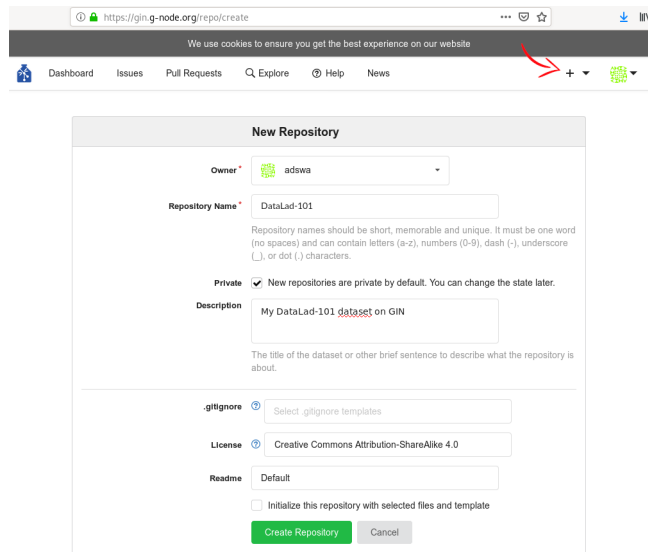 https://gin.g-node.org/repo/create
We use cookies to ensure you get the best experience on our website
Dashboard Issues Pull Requests Explore Help News
New Repository
Owner* adswa
Repository Name* DataLad-101
Repository names should be short, memorable and unique. It must be one word
(no spaces) and can contain letters (a-z), numbers (0-9), dash (-), underscore
(_), or dot (.) characters.
Private New repositories are private by default. You can change the state later.
Description My DataLad-101 dataset on GIN
The title of the dataset or other brief sentence to describe what the repository is
about.
.gitignore Select .gitignore templates
License Creative Commons Attribution-ShareAlike 4.0
Readme Default
Initialize this repository with selected files and template
Create Repository Cancel